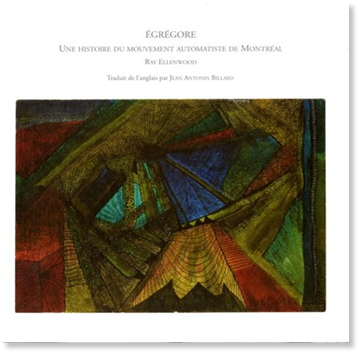 ÉGRÉGORE
UNE HISTOIRE DU MOUVEMENT AUTOMATISTE DE MONTRÉAL
RAY ELLENWOOD
Traduit de l'anglais par JEAN ANTONIN BILLARD